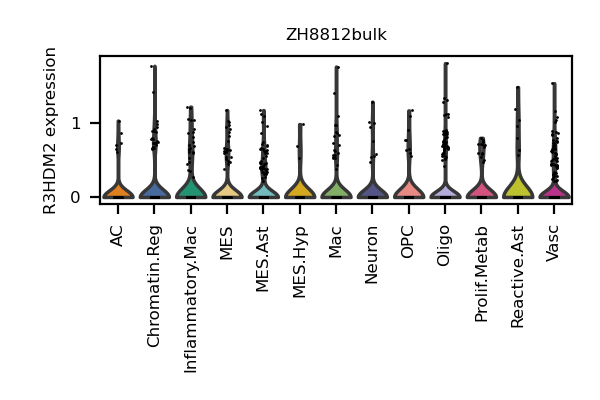 ZH8812bulk
R3HDM2 expression
1
0
AC
Chromatin.Reg
Inflammatory.Mac
MES
MES.Ast
MES.Hyp
Mac
Neuron
OPC
Oligo
Prolif.Metab
Reactive.Ast
Vasc